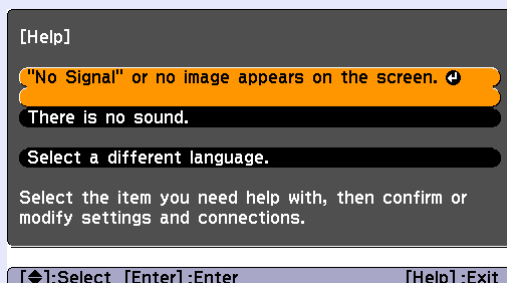 [Help]
"No Signal" or no image appears on the screen.
There is no sound.
Select a different language.
Select the item you need help with, then confirm or
modify settings and connections.
[◆]:Select [Enter]:Enter [Help]:Exit